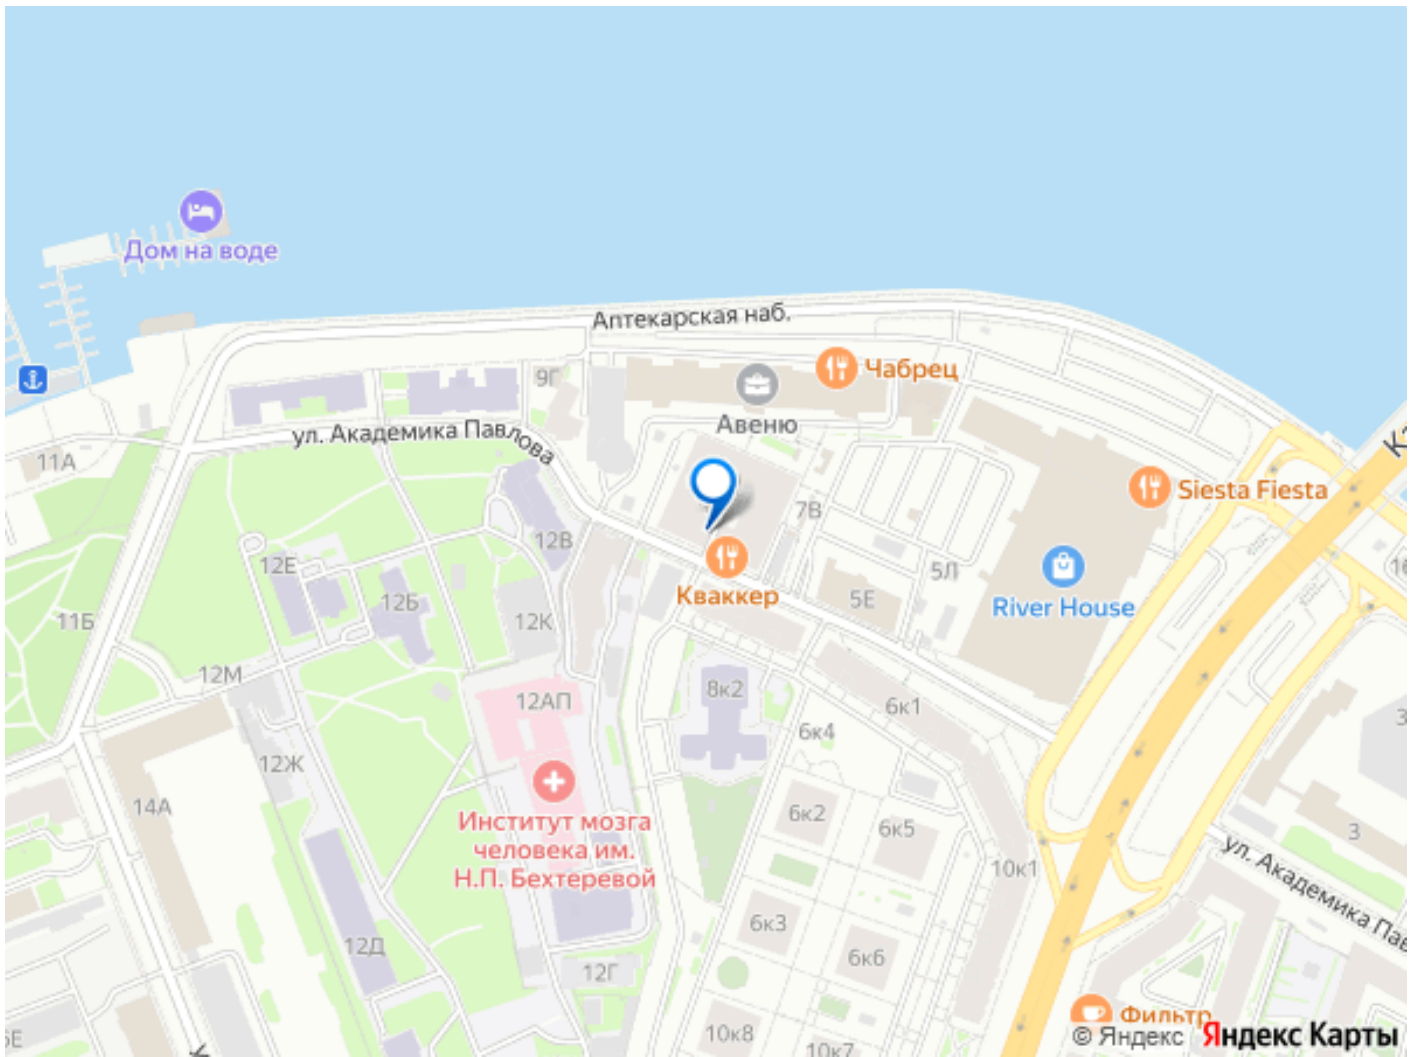 Дом на воде
Аптекарская наб.
9Г
Чабрец
Авеню
ул. Академика Павлова
11А
Siesta Fiesta
7В
12В
12Е
5Л
12Б
Кваккер
5Е
River House
11Б
12К
12М
8к2
12АП
6к1
6к4
12Ж
14А
6к2
6к5
Институт мозга
человека им.
Н.П. Бехтеревой
3
10к1
ул. Академика Па
6к3
12Д
6к6
12Г
Фильтр
10к8
10к7
© Яндекс Яндекс Карты